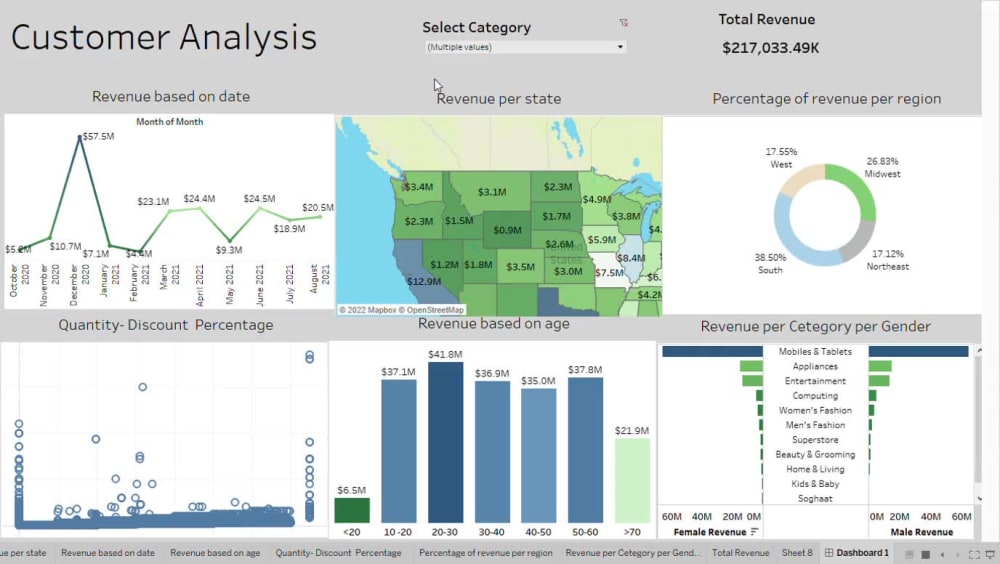 Customer Analysis
Select Category
(Multiple values)
Total Revenue
$217,033.49K
Revenue based on date
Month of Month
$57.5M
$10.7M
$7.1M
$4.4M
23.1M
$24.4M
$9.3M
$24.5M
$18.9M
$20.5M
October 2020
November 2020
December 2020
January 2021
February 2021
March 2021
April 2021
May 2021
June 2021
July 2021
August 2021
Revenue per state
$3.4M
$3.1M
$2.3M
$4.9M
$2.3M
$1.5M
$1.7M
$3.8M
$0.9M
$2.6M
$5.9M
$1.2M
$1.8M
$3.5M
$3.0M
$7.5M
$8.4M
$12.9M
$4.2M
United States
© 2022 Mapbox © OpenStreetMap
Percentage of revenue per region
17.55%
West
26.83%
Midwest
38.50%
South
17.12%
Northeast
Quantity- Discount Percentage
Revenue based on age
$6.5M
$37.1M
$41.8M
$36.9M
$35.0M
$37.8M
$21.9M
<20
10 -20
20-30
30-40
40-50
50-60
>70
Revenue per Cetegory per Gender
Mobiles & Tablets
Appliances
Entertainment
Computing
Women's Fashion
Men's Fashion
Superstore
Beauty & Grooming
Home & Living
Kids & Baby
Soghaat
60M 40M 20M 0M
0M 20M 40M 60M
Female Revenue
Male Revenue
ue per state
Revenue based on date
Revenue based on age
Quantity- Discount Percentage
Percentage of revenue per region
Revenue per Cetegory per Gend...
Total Revenue
Sheet 8
Dashboard 1